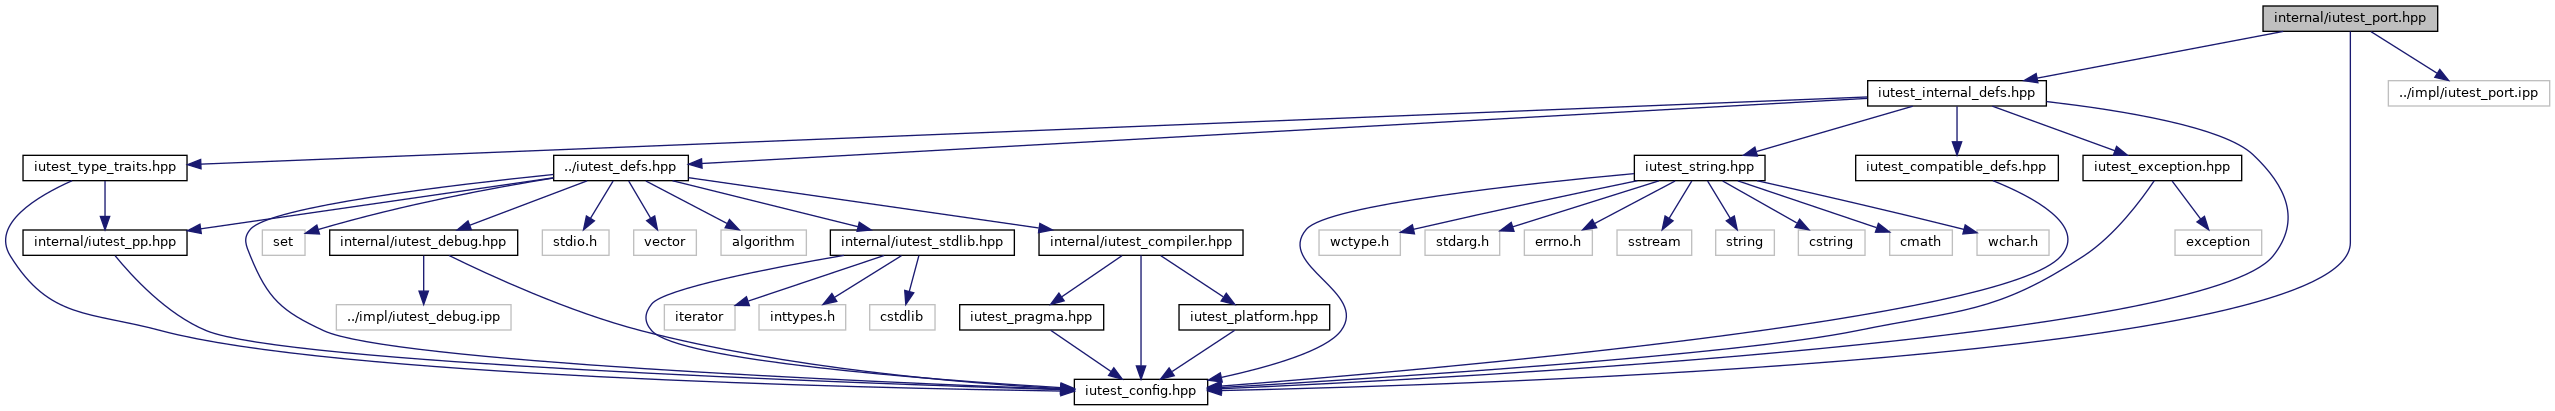 internal/iutest_port.hpp
iutest_internal_defs.hpp
../impl/iutest_port.ipp
iutest_type_traits.hpp
../iutest_defs.hpp
iutest_string.hpp
iutest_compatible_defs.hpp
iutest_exception.hpp
internal/iutest_pp.hpp
set
internal/iutest_debug.hpp
stdio.h
vector
algorithm
internal/iutest_stdlib.hpp
internal/iutest_compiler.hpp
wctype.h
stdarg.h
errno.h
sstream
string
cstring
cmath
wchar.h
exception
../impl/iutest_debug.ipp
iterator
inttypes.h
cstdlib
iutest_pragma.hpp
iutest_platform.hpp
iutest_config.hpp